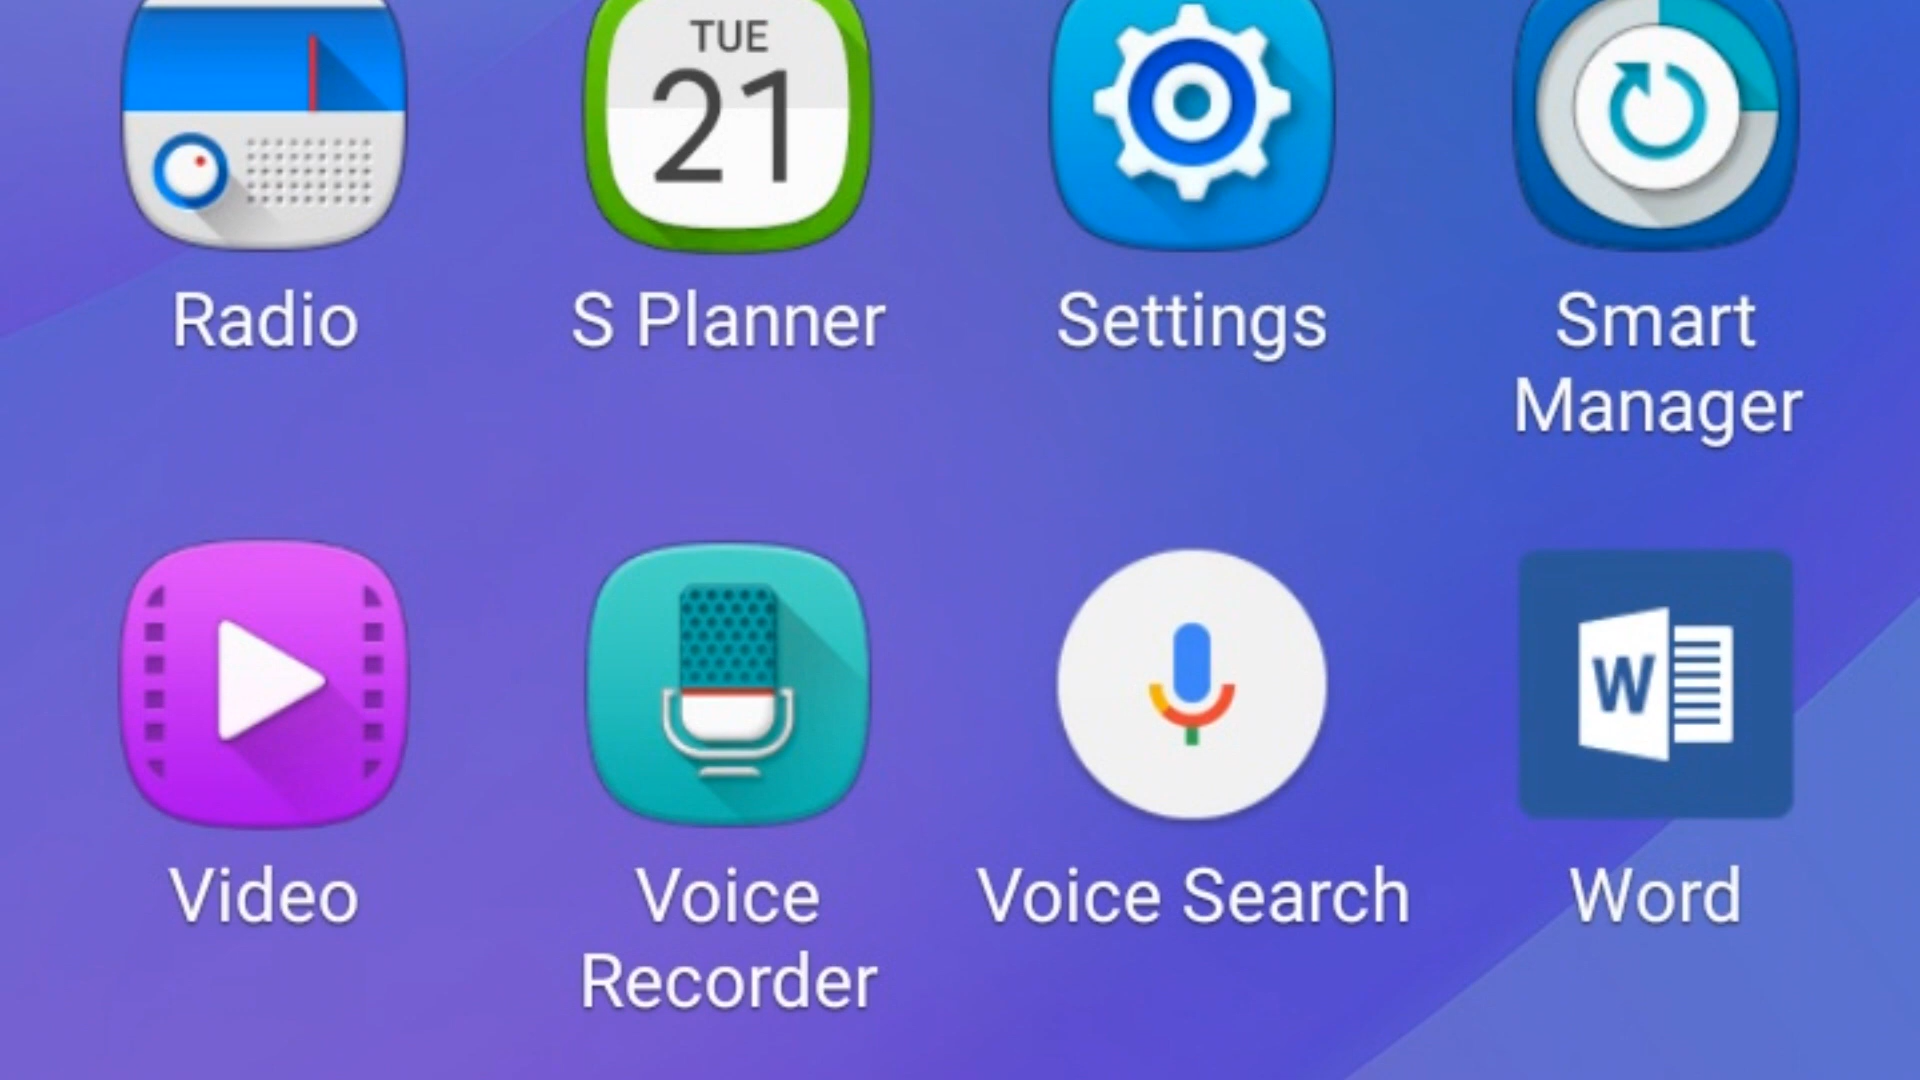 TUE
21
Radio
S Planner
Settings
Smart
Manager
W
Video
Voice
Recorder
Voice Search
Word